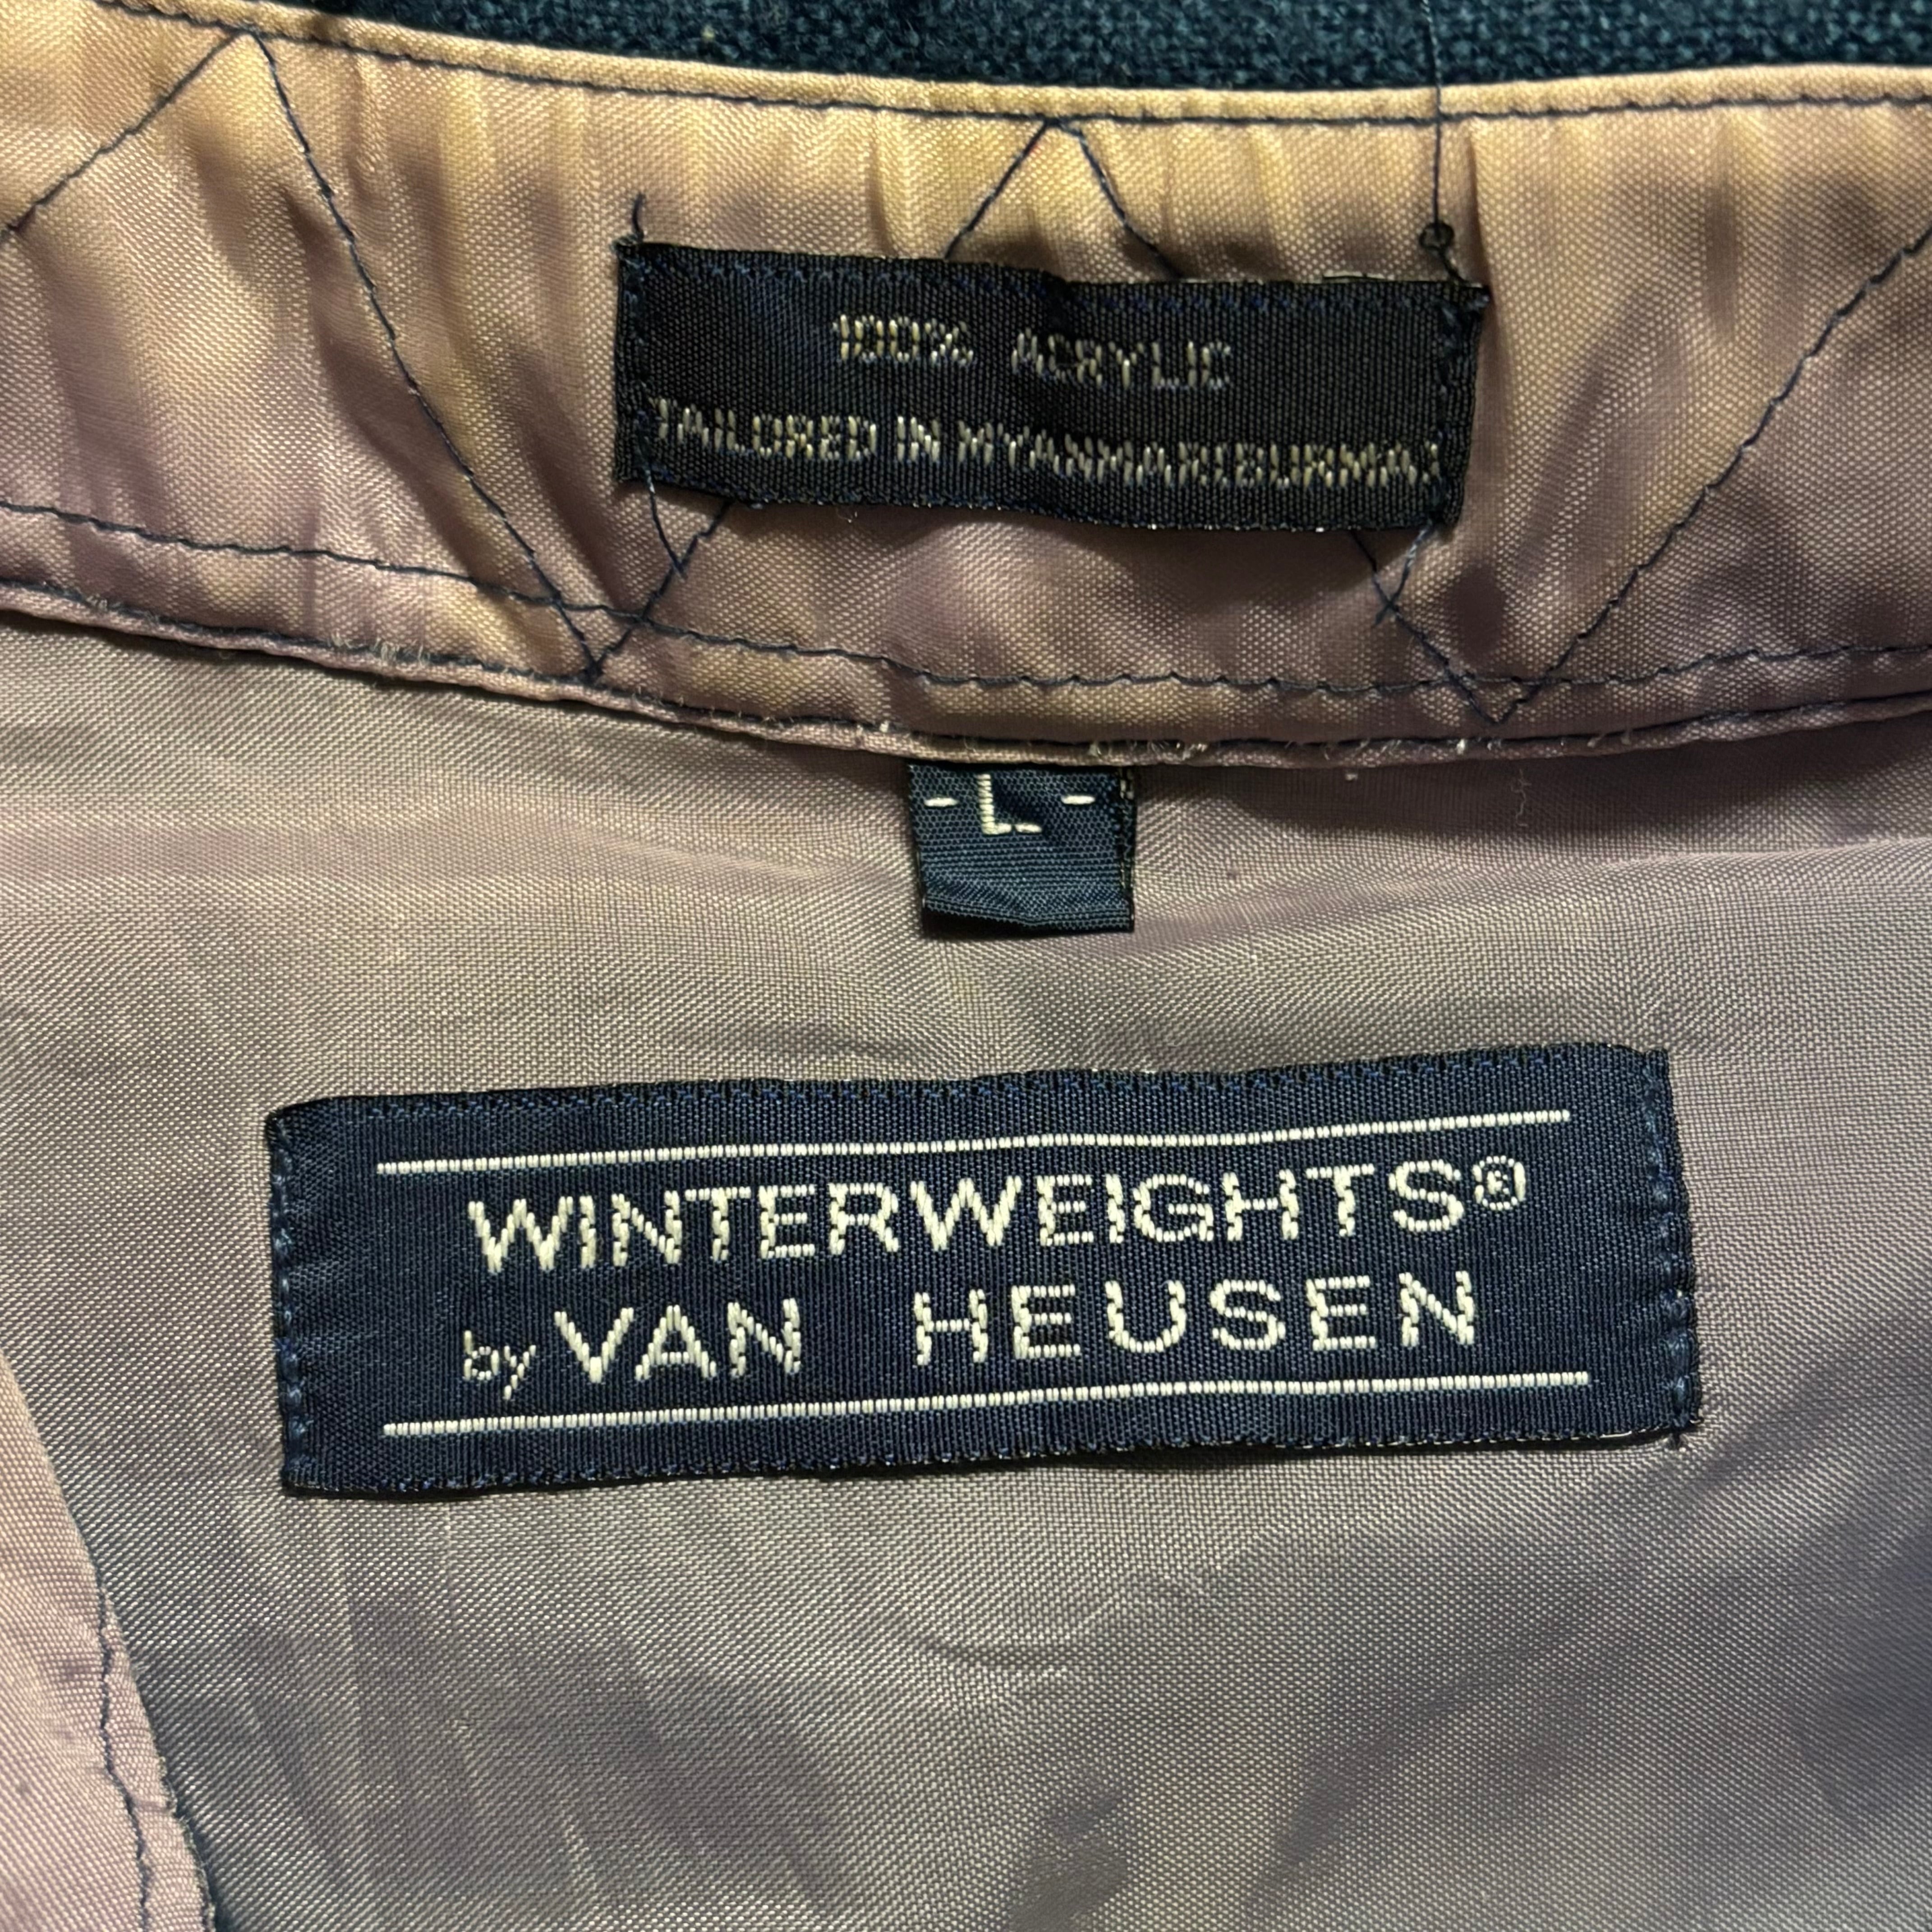 100% ACRYLIC
TAILORED IN MYANMAR(BURMA)
- L -
WINTERWEIGHTS®
by VAN HEUSEN